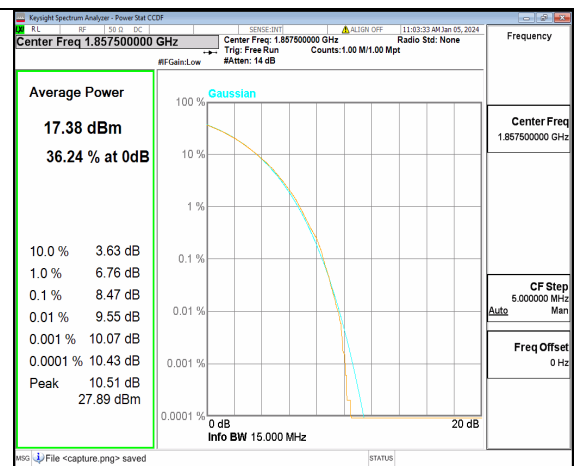 Keysight Spectrum Analyzer - Power Stat CCDF
RL RF 50 Ω DC SENSE:INT ALIGN OFF 11:03:33 AM Jan 05, 2024
Center Freq 1.857500000 GHz
Center Freq: 1.857500000 GHz Radio Std: None
Trig: Free Run Counts:1.00 M/1.00 Mpt
#IFGain:Low #Atten: 14 dB
Frequency
Average Power
17.38 dBm
36.24 % at 0dB
10.0 % 3.63 dB
1.0 % 6.76 dB
0.1 % 8.47 dB
0.01 % 9.55 dB
0.001 % 10.07 dB
0.0001 % 10.43 dB
Peak 10.51 dB
27.89 dBm
Gaussian
100 %
10 %
1 %
0.1 %
0.01 %
0.001 %
0.0001 %
0 dB 20 dB
Info BW 15.000 MHz
Center Freq
1.857500000 GHz
CF Step
5.000000 MHz
Auto Man
Freq Offset
0 Hz
MSG File <capture.png> saved STATUS